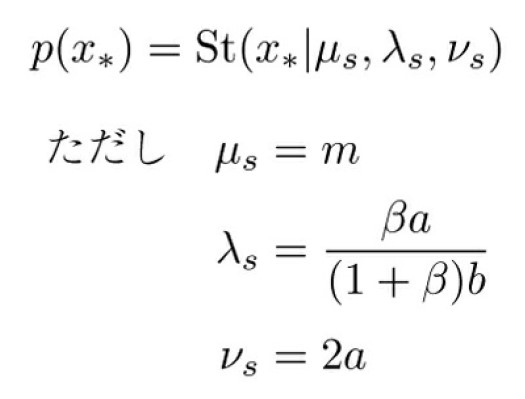 p(x_*) = St(x_*|μ_s, λ_s, ν_s)
ただし μ_s = m
λ_s = βa / (1 + β)b
ν_s = 2a